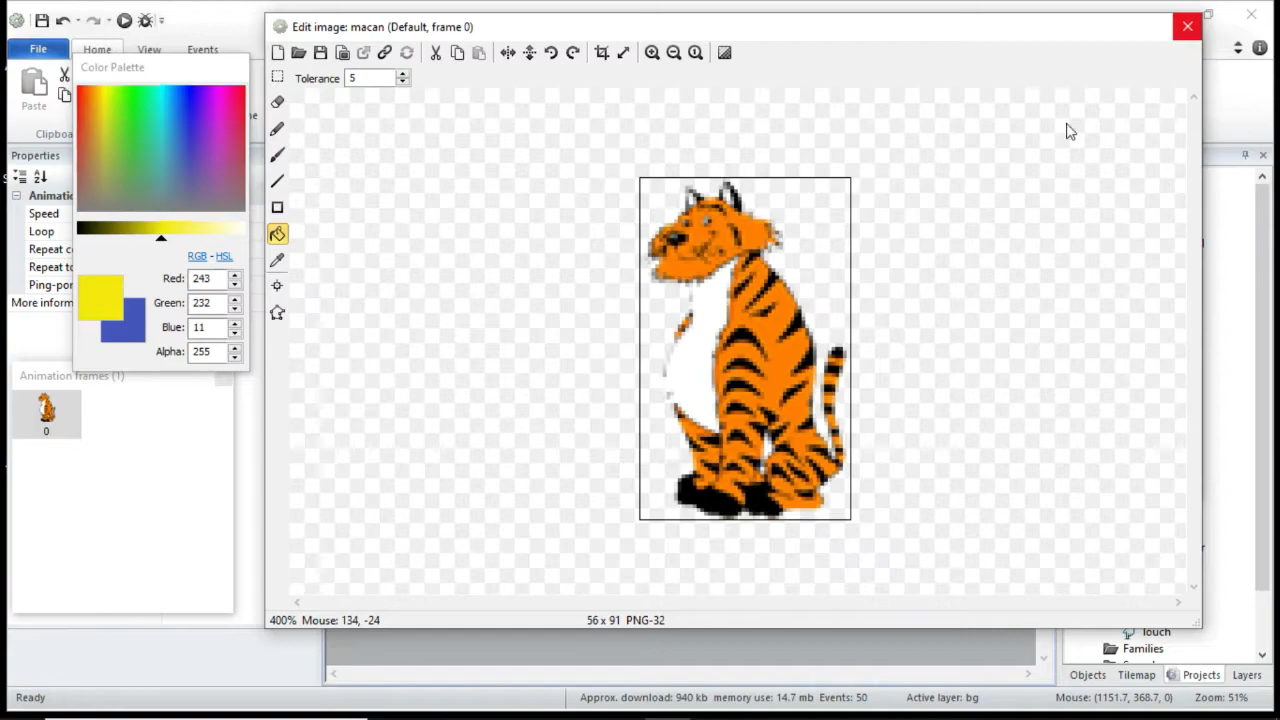 Edit image: macan (Default, frame 0)
File
Home
View
Events
Color Palette
Tolerance
5
Paste
Clipboa
Properties
Animatio
Speed
Loop
Repeat co
Repeat to
Ping-por
More inform
RGB - HSL
Red: 243
Green: 232
Blue: 11
Alpha: 255
Animation frames (1)
0
400% Mouse: 134, -24
56 x 91 PNG-32
Touch
Families
Objects
Tilemap
Projects
Layers
Ready
Approx. download: 940 kb memory use: 14.7 mb Events: 50
Active layer: bg
Mouse: (1151.7, 368.7, 0)
Zoom: 51%